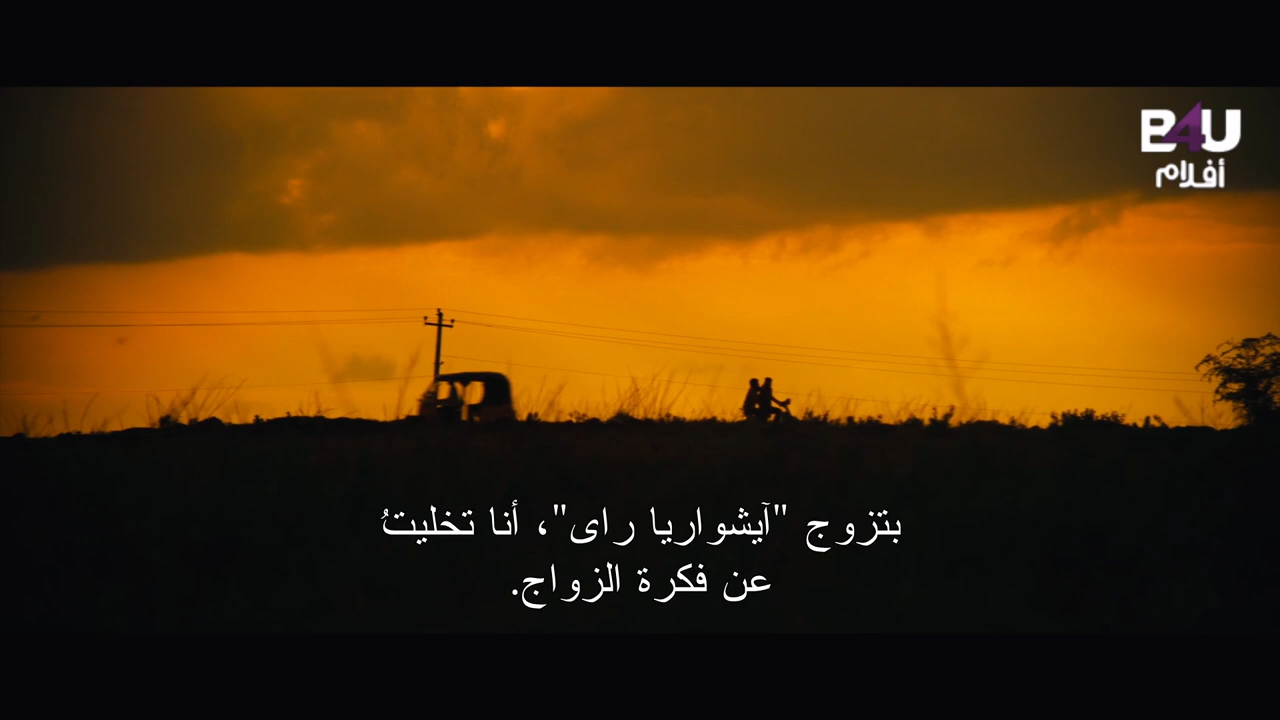 B4U
أفلام
بتزوج "آيشواريا راى"، أنا تخليتُ
عن فكرة الزواج.